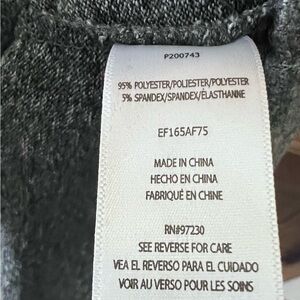 P200743
95% POLYESTER/POLIESTER/POLYESTER
5% SPANDEX/SPANDEX/ÉLASTHANNE
EF165AF75
MADE IN CHINA
HECHO EN CHINA
FABRIQUÉ EN CHINE
RN#97230
SEE REVERSE FOR CARE
VEA EL REVERSO PARA EL CUIDADO
VOIR AU VERSO POUR LES SOINS